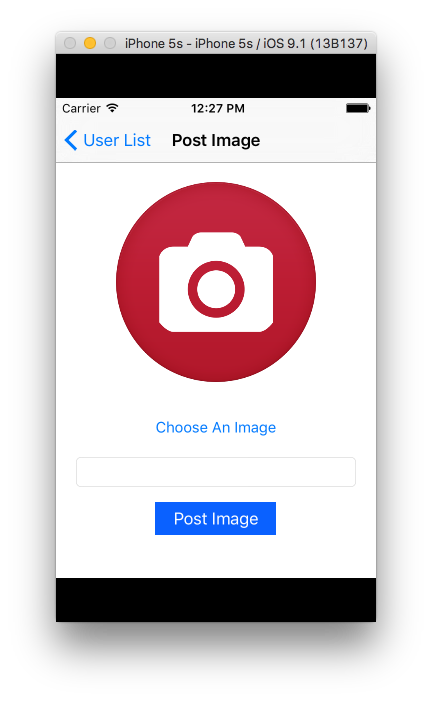 iPhone 5s - iPhone 5s / iOS 9.1 (13B137)
Carrier 12:27 PM
User List Post Image
Choose An Image
Post Image